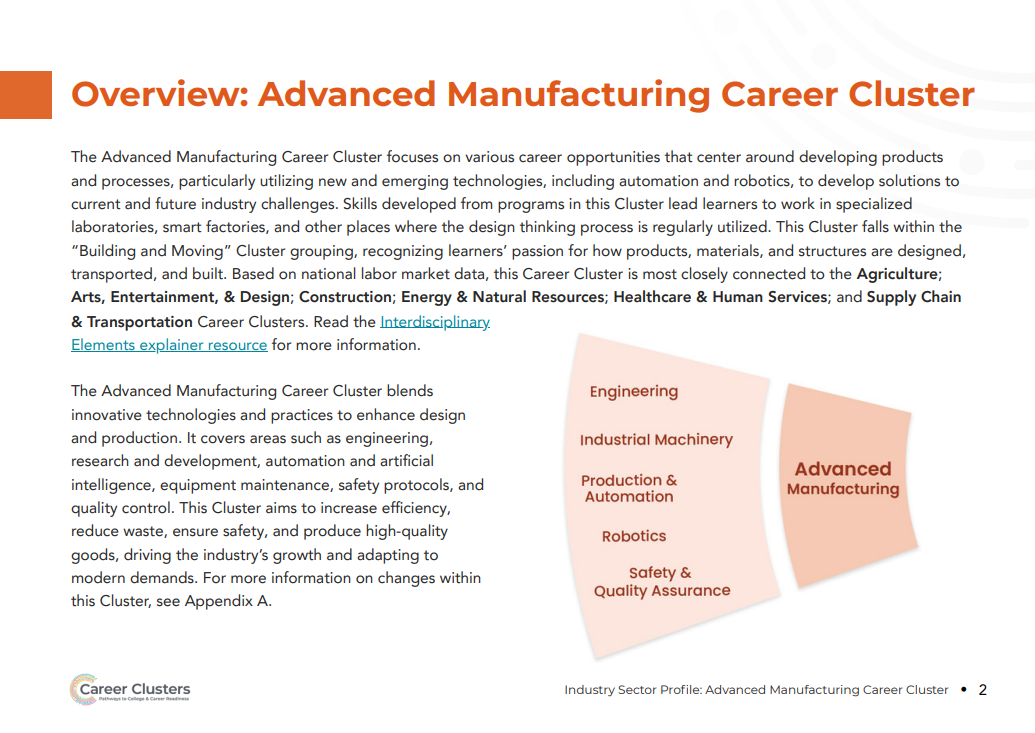 Overview: Advanced Manufacturing Career Cluster
The Advanced Manufacturing Career Cluster focuses on various career opportunities that center around developing products
and processes, particularly utilizing new and emerging technologies, including automation and robotics, to develop solutions to
current and future industry challenges. Skills developed from programs in this Cluster lead learners to work in specialized
laboratories, smart factories, and other places where the design thinking process is regularly utilized. This Cluster falls within the
“Building and Moving” Cluster grouping, recognizing learners’ passion for how products, materials, and structures are designed,
transported, and built. Based on national labor market data, this Career Cluster is most closely connected to the Agriculture;
Arts, Entertainment, & Design; Construction; Energy & Natural Resources; Healthcare & Human Services; and Supply Chain
& Transportation Career Clusters. Read the Interdisciplinary
Elements explainer resource for more information.
The Advanced Manufacturing Career Cluster blends
innovative technologies and practices to enhance design
and production. It covers areas such as engineering,
research and development, automation and artificial
intelligence, equipment maintenance, safety protocols, and
quality control. This Cluster aims to increase efficiency,
reduce waste, ensure safety, and produce high-quality
goods, driving the industry’s growth and adapting to
modern demands. For more information on changes within
this Cluster, see Appendix A.
Engineering
Industrial Machinery
Production &
Automation
Robotics
Safety &
Quality Assurance
Advanced
Manufacturing
Career Clusters
Pathways to College & Career Readiness
Industry Sector Profile: Advanced Manufacturing Career Cluster • 2